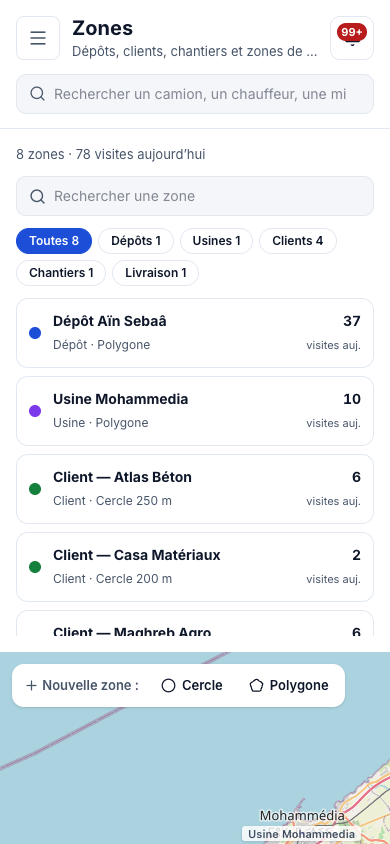 Zones
Dépôts, clients, chantiers et zones de ...
99+
Rechercher un camion, un chauffeur, une mi
8 zones · 78 visites aujourd’hui
Rechercher une zone
Toutes 8
Dépôts 1
Usines 1
Clients 4
Chantiers 1
Livraison 1
Dépôt Aïn Sebaâ
37
Dépôt · Polygone
visites auj.
Usine Mohammedia
10
Usine · Polygone
visites auj.
Client — Atlas Béton
6
Client · Cercle 250 m
visites auj.
Client — Casa Matériaux
2
Client · Cercle 200 m
visites auj.
Client — Maghreb Agro
6
Nouvelle zone :
Cercle
Polygone
Mohammédia
Usine Mohammedia